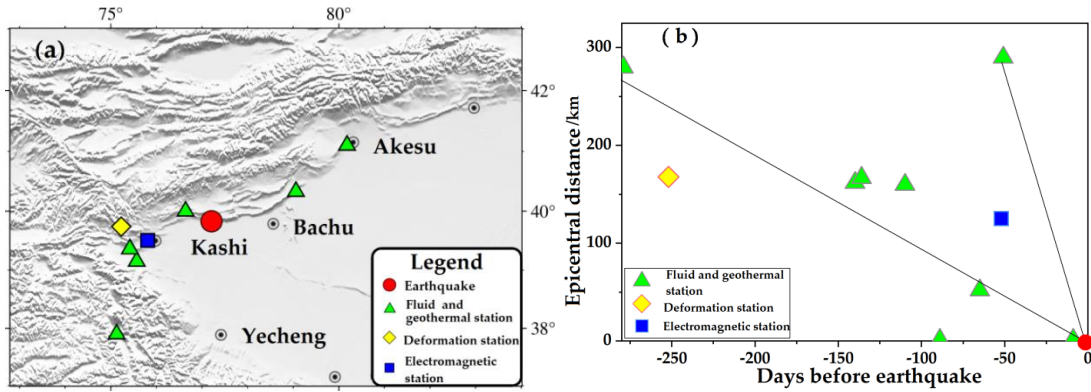 75° 80°
(a)
42°
Akesu
40°
Bachu
Kashi
Legend
Earthquake
Fluid and
geothermal station
Deformation station
Electromagnetic
station
38°
Yecheng
( b )
300
200
100
0
Epicentral distance/km
Fluid and geothermal
station
Deformation station
Electromagnetic station
-250 -200 -150 -100 -50 0
Days before earthquake